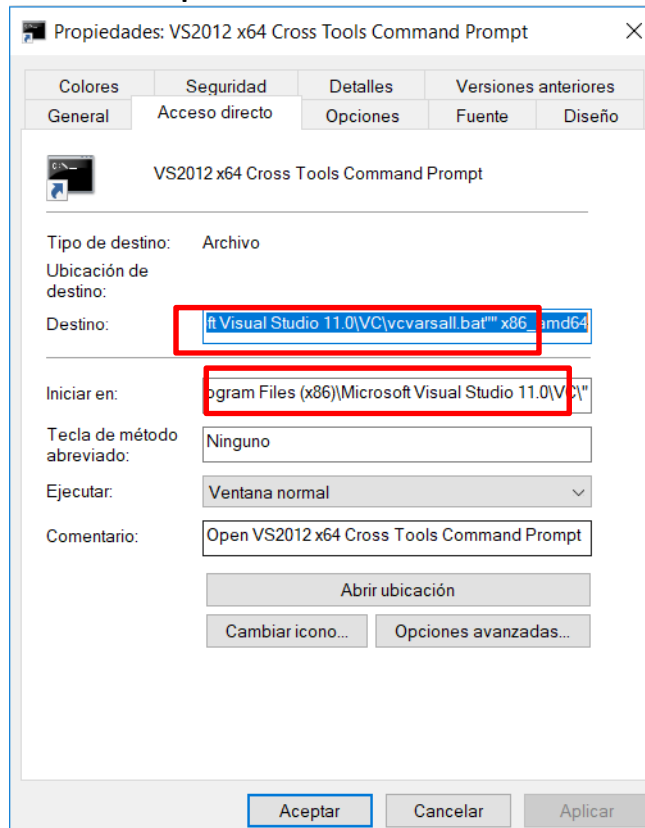 Propiedades: VS2012 x64 Cross Tools Command Prompt
Colores Seguridad Detalles Versiones anteriores
General Acceso directo Opciones Fuente Diseño
VS2012 x64 Cross Tools Command Prompt
Tipo de destino: Archivo
Ubicación de
destino:
Destino: ft Visual Studio 11.0\VC\vcvarsall.bat"" x86_amd64
Iniciar en: ogram Files (x86)\Microsoft Visual Studio 11.0\VC\"
Tecla de método
abreviado: Ninguno
Ejecutar: Ventana normal
Comentario: Open VS2012 x64 Cross Tools Command Prompt
Abrir ubicación
Cambiar icono... Opciones avanzadas...
Aceptar Cancelar Aplicar